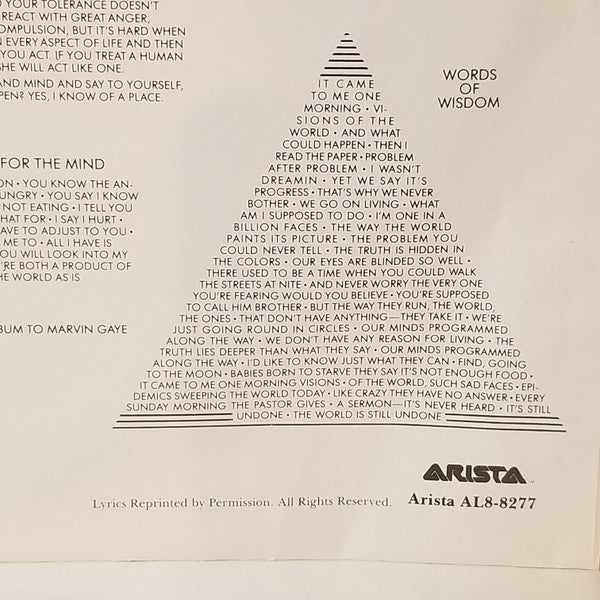 YOUR TOLERANCE DOESN'T
REACT WITH GREAT ANGER,
COMPULSION, BUT IT'S HARD WHEN
EVERY ASPECT OF LIFE AND THEN
YOU ACT. IF YOU TREAT A HUMAN
SHE WILL ACT LIKE ONE.
AND MIND AND SAY TO YOURSELF,
PEN? YES, I KNOW OF A PLACE.
FOR THE MIND
ON • YOU KNOW THE AN-
UNGRY • YOU SAY I KNOW
NOT EATING • I TELL YOU
HAT FOR • I SAY I HURT •
AVE TO ADJUST TO YOU •
ME TO • ALL I HAVE IS
OU WILL LOOK INTO MY
'RE BOTH A PRODUCT OF
HE WORLD AS IS
BUM TO MARVIN GAYE
WORDS
OF
WISDOM
IT CAME
TO ME ONE
MORNING • VI-
SIONS OF THE
WORLD • AND WHAT
COULD HAPPEN • THEN I
READ THE PAPER • PROBLEM
AFTER PROBLEM • I WASN'T
DREAMIN • YET WE SAY IT'S
PROGRESS • THAT'S WHY WE NEVER
BOTHER • WE GO ON LIVING • WHAT
AM I SUPPOSED TO DO • I'M ONE IN A
BILLION FACES • THE WAY THE WORLD
PAINTS ITS PICTURE • THE PROBLEM YOU
COULD NEVER TELL • THE TRUTH IS HIDDEN IN
THE COLORS • OUR EYES ARE BLINDED SO WELL •
THERE USED TO BE A TIME WHEN YOU COULD WALK
THE STREETS AT NITE • AND NEVER WORRY THE VERY ONE
YOU'RE FEARING WOULD YOU BELIEVE • YOU'RE SUPPOSED
TO CALL HIM BROTHER • BUT THE WAY THEY RUN, THE WORLD,
THE ONES • THAT DON'T HAVE ANYTHING—THEY TAKE IT • WE'RE
JUST GOING ROUND IN CIRCLES • OUR MINDS PROGRAMMED
ALONG THE WAY • WE DON'T HAVE ANY REASON FOR LIVING • THE
TRUTH LIES DEEPER THAN WHAT THEY SAY • OUR MINDS PROGRAMMED
ALONG THE WAY • I'D LIKE TO KNOW JUST WHAT THEY CAN • FIND, GOING
TO THE MOON • BABIES BORN TO STARVE THEY SAY IT'S NOT ENOUGH FOOD •
IT CAME TO ME ONE MORNING VISIONS • OF THE WORLD, SUCH SAD FACES • EPI-
DEMICS SWEEPING THE WORLD TODAY • LIKE CRAZY THEY HAVE NO ANSWER • EVERY
SUNDAY MORNING THE PASTOR GIVES • A SERMON—IT'S NEVER HEARD • IT'S STILL
UNDONE • THE WORLD IS STILL UNDONE
ARISTA
Lyrics Reprinted by Permission. All Rights Reserved. Arista AL8-8277